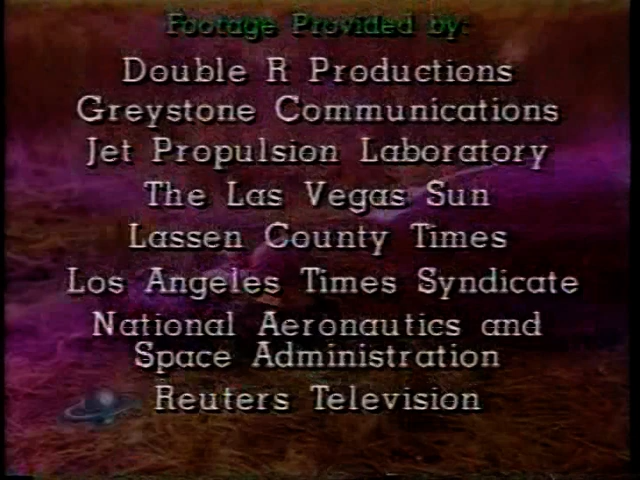 Footage Provided by:
Double R Productions
Greystone Communications
Jet Propulsion Laboratory
The Las Vegas Sun
Lassen County Times
Los Angeles Times Syndicate
National Aeronautics and
Space Administration
Reuters Television